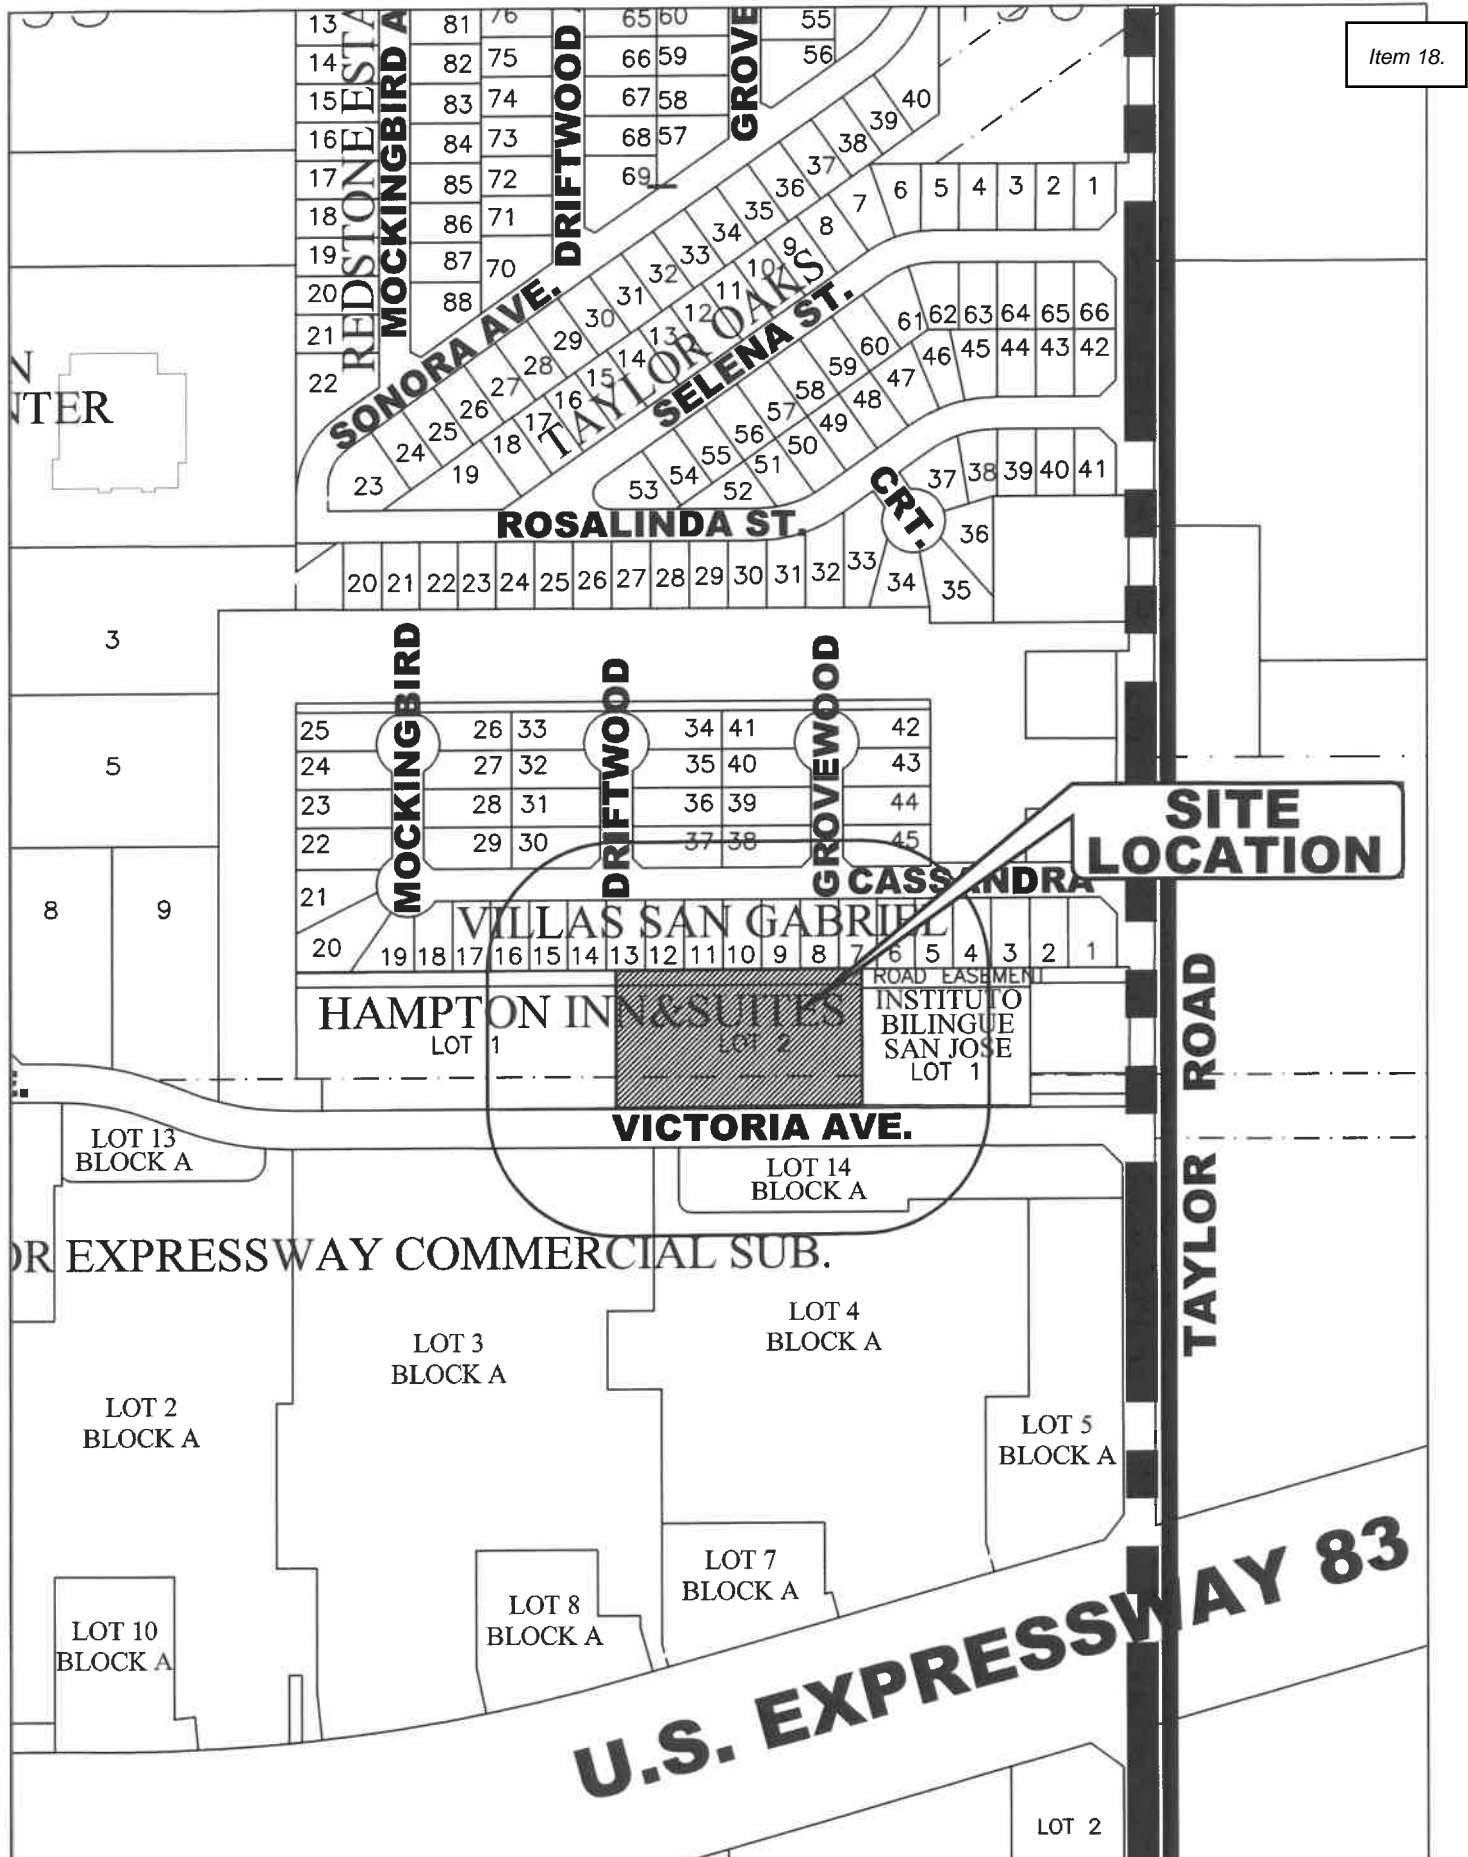 Item 18.
13
14
15
16
17
18
19
20
21
22
REDSTONE ESTA
MOCKINGBIRD A
81
82
83
84
85
86
87
88
76
75
74
73
72
71
70
DRIFTWOOD
65 60
66 59
67 58
68 57
69
GROVE
55
56
40
39
38
37
36
35
34
33
32
31
30
29
28
27
26
25
24
23
SONORA AVE.
6 5 4 3 2 1
7
8
9
10
11
12
13
14
15
16
17
18
19
TAYLOR OAKS
SELENA ST.
61 62 63 64 65 66
60
59
58
57
56
55
54
53
46 45 44 43 42
47
48
49
50
51
52
N
NTER
CRT.
37 38 39 40 41
36
35
34
33
ROSALINDA ST.
20 21 22 23 24 25 26 27 28 29 30 31 32
3
5
8
9
MOCKINGBIRD
DRIFTWOOD
GROVEWOOD
25 26 33 34 41 42
24 27 32 35 40 43
23 28 31 36 39 44
22 29 30 37 38 45
21
20
CASSANDRA
SITE
LOCATION
VILLAS SAN GABRIEL
19 18 17 16 15 14 13 12 11 10 9 8 7 6 5 4 3 2 1
ROAD EASEMENT
HAMPTON INN&SUITES
LOT 1
LOT 2
INSTITUTO
BILINGUE
SAN JOSE
LOT 1
VICTORIA AVE.
TAYLOR ROAD
LOT 13
BLOCK A
LOT 14
BLOCK A
OR EXPRESSWAY COMMERCIAL SUB.
LOT 4
BLOCK A
LOT 3
BLOCK A
LOT 2
BLOCK A
LOT 5
BLOCK A
LOT 7
BLOCK A
LOT 8
BLOCK A
LOT 10
BLOCK A
U.S. EXPRESSWAY 83
LOT 2